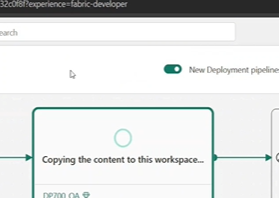 32c0f8f?experience=fabric-developer
earch
New Deployment pipeline
Copying the content to this workspace...
DP700_QA